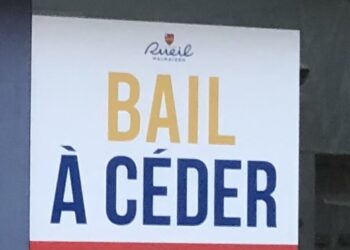 Rueil
MALMAISON
BAIL
À CÉDER